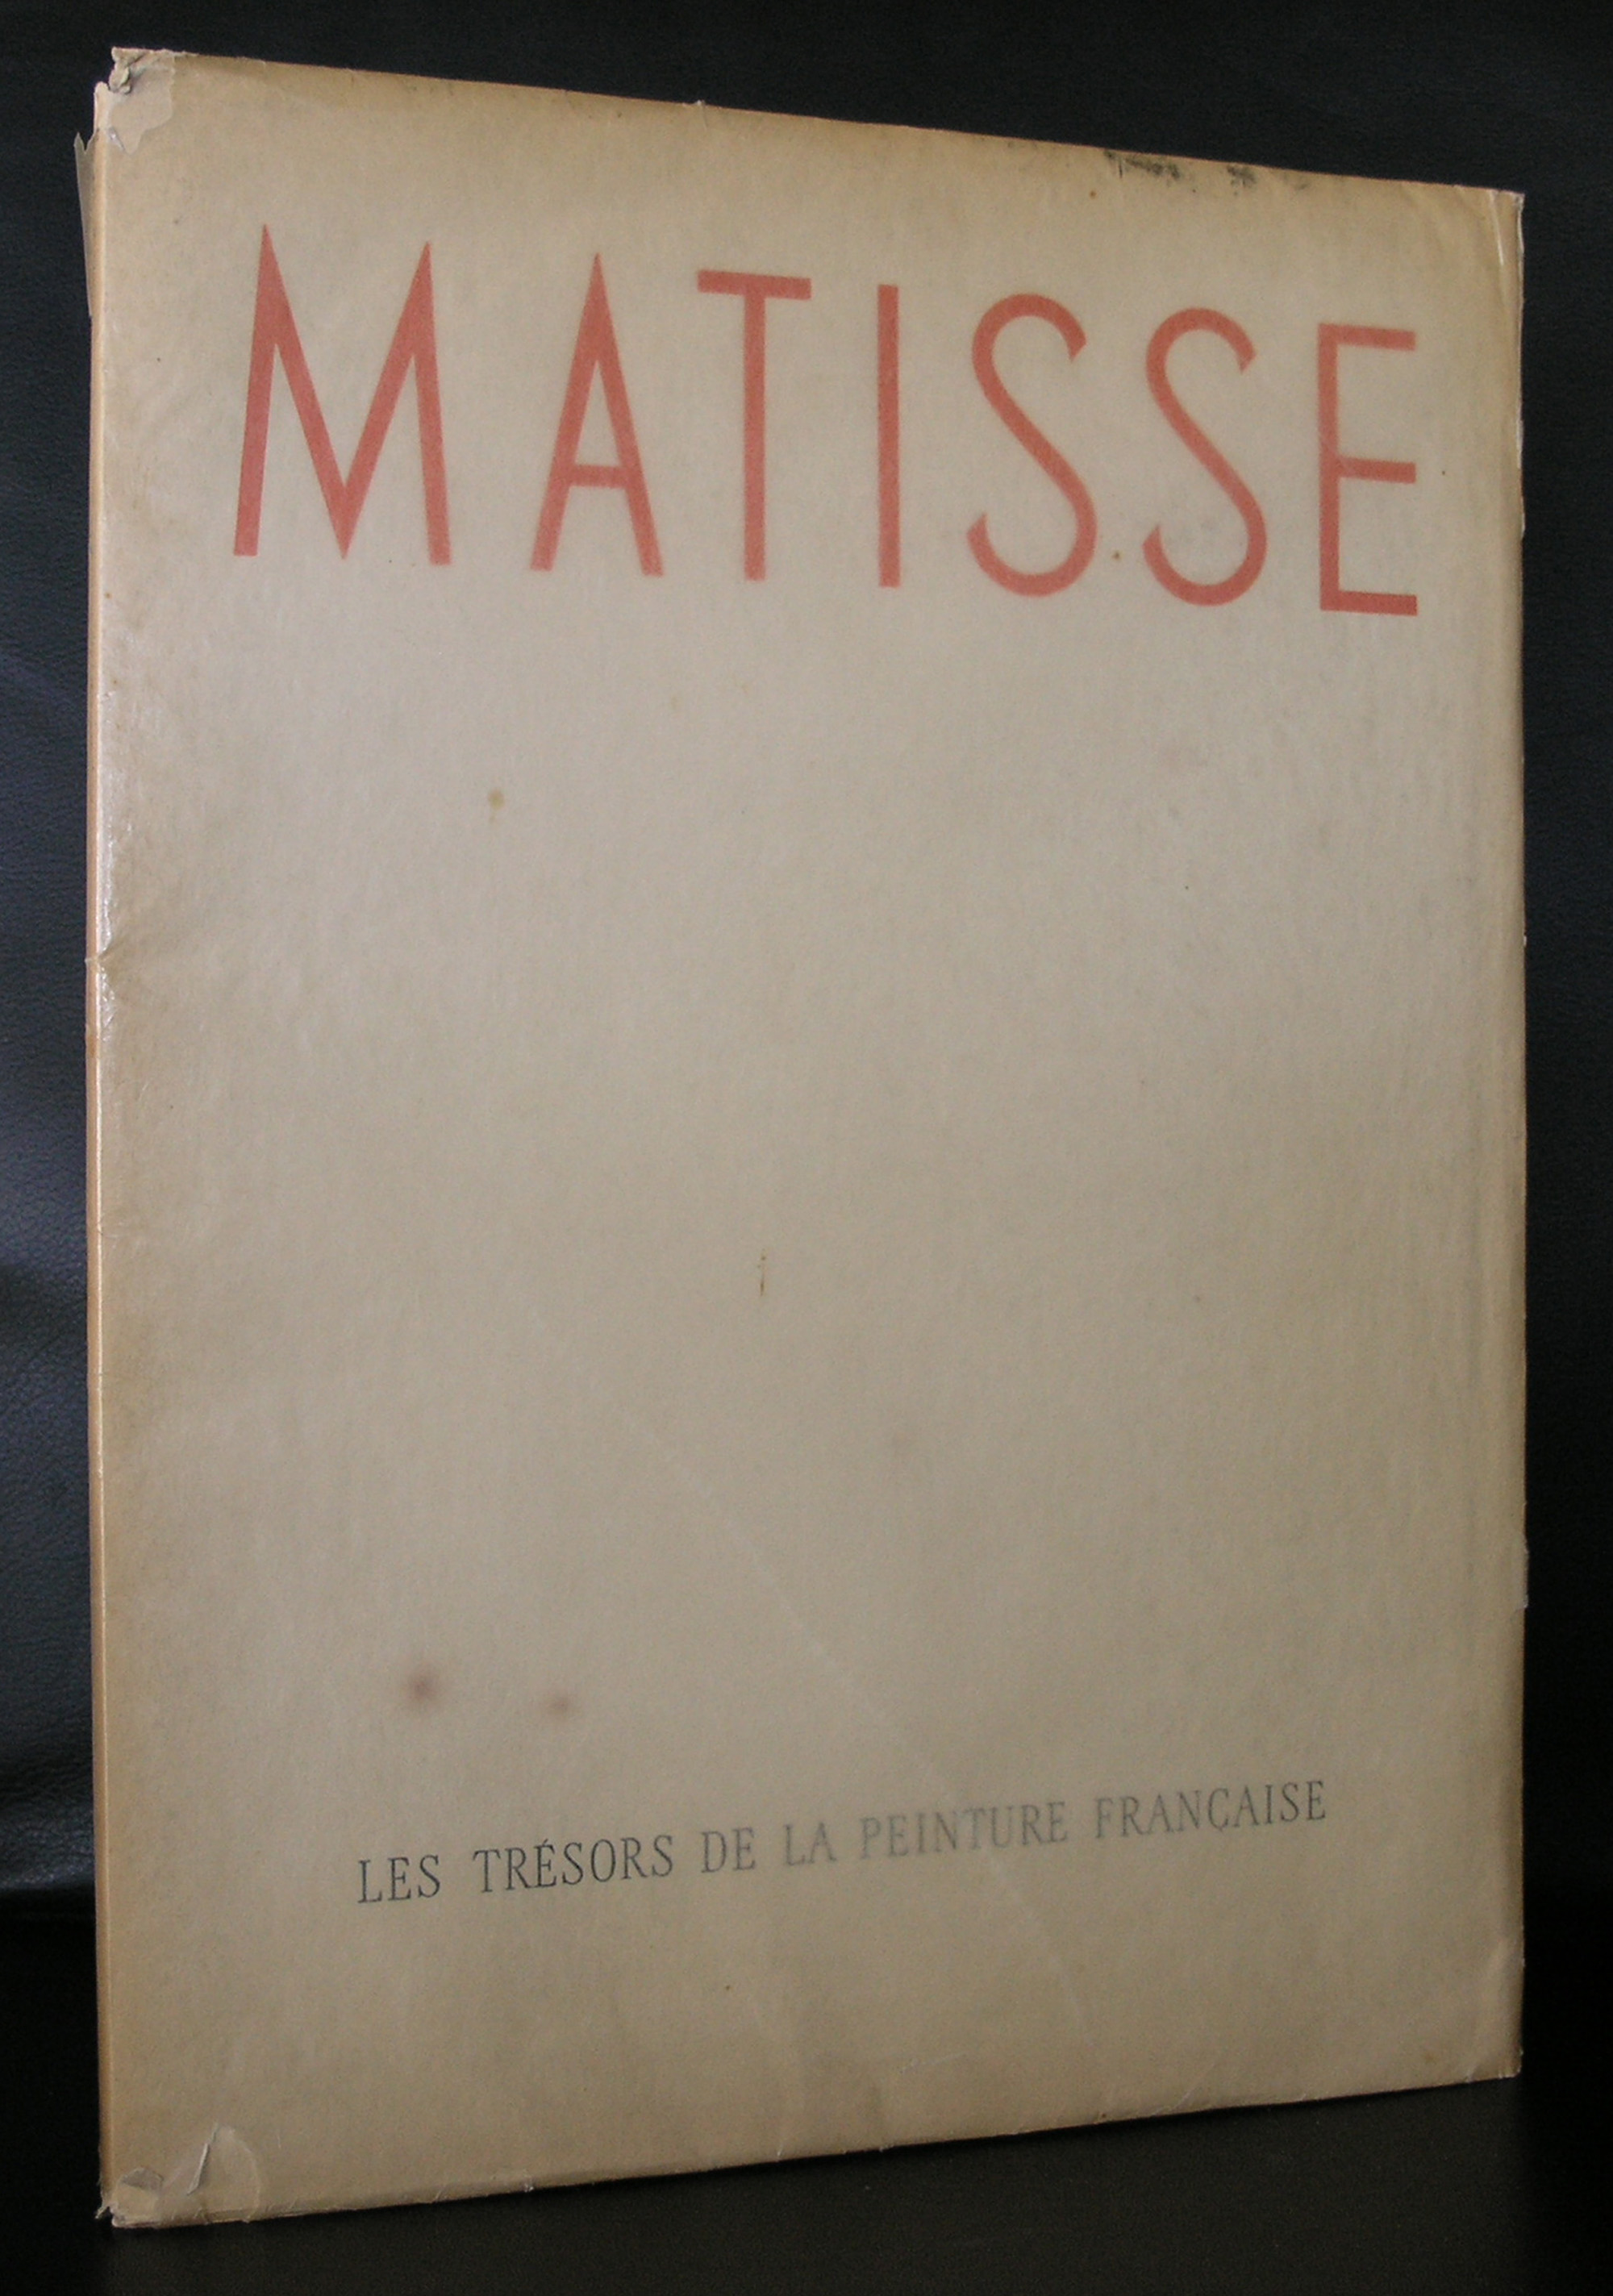 MATISSE
LES TRÉSORS DE LA PEINTURE FRANÇAISE